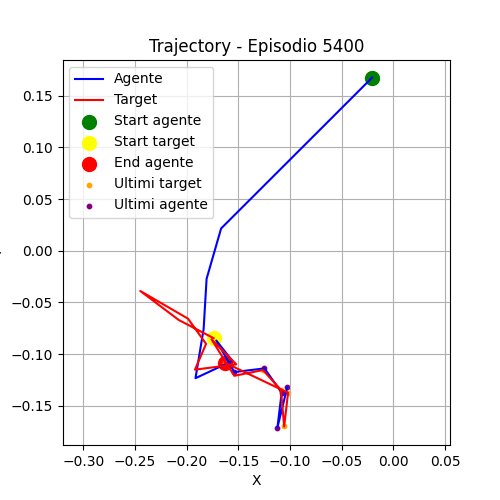 Trajectory - Episodio 5400
Agente
Target
Start agente
Start target
End agente
Ultimi target
Ultimi agente
0.15
0.10
0.05
0.00
−0.05
−0.10
−0.15
−0.30
−0.25
−0.20
−0.15
−0.10
−0.05
0.00
0.05
X